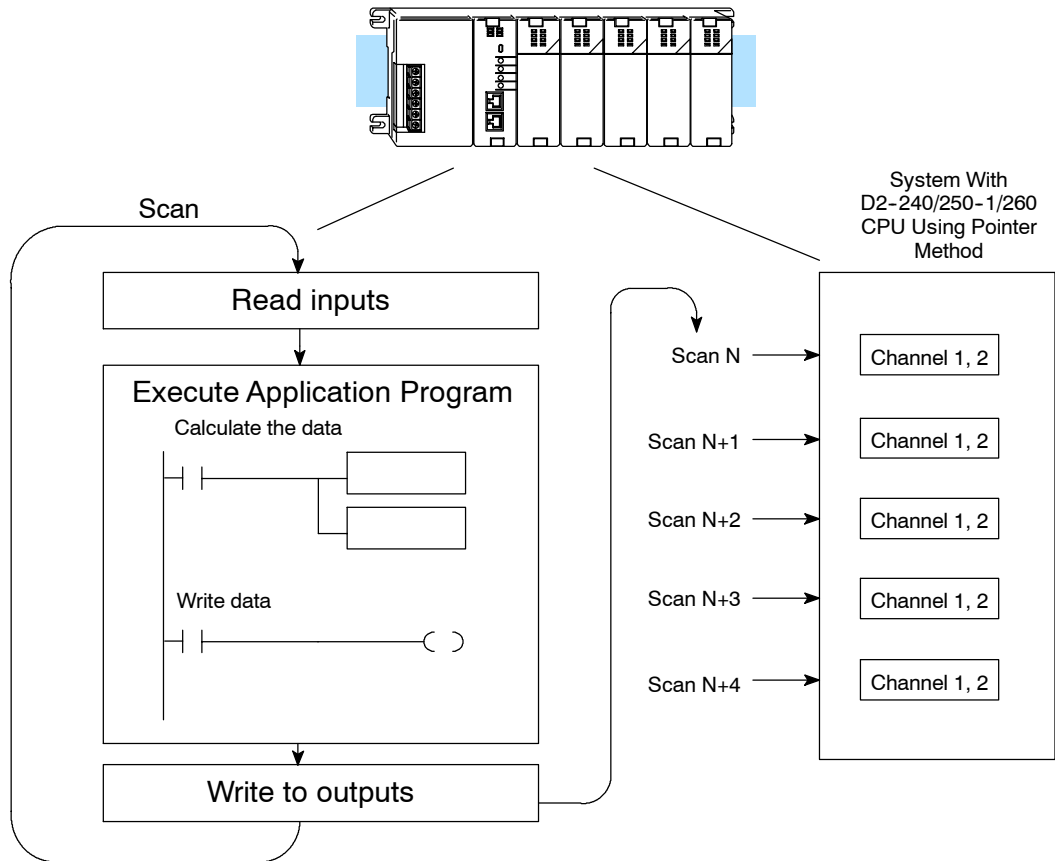 System With
D2-240/250-1/260
CPU Using Pointer
Method
Scan
Read inputs
Execute Application Program
Calculate the data
Write data
Write to outputs
Scan N
Channel 1, 2
Scan N+1
Channel 1, 2
Scan N+2
Channel 1, 2
Scan N+3
Channel 1, 2
Scan N+4
Channel 1, 2